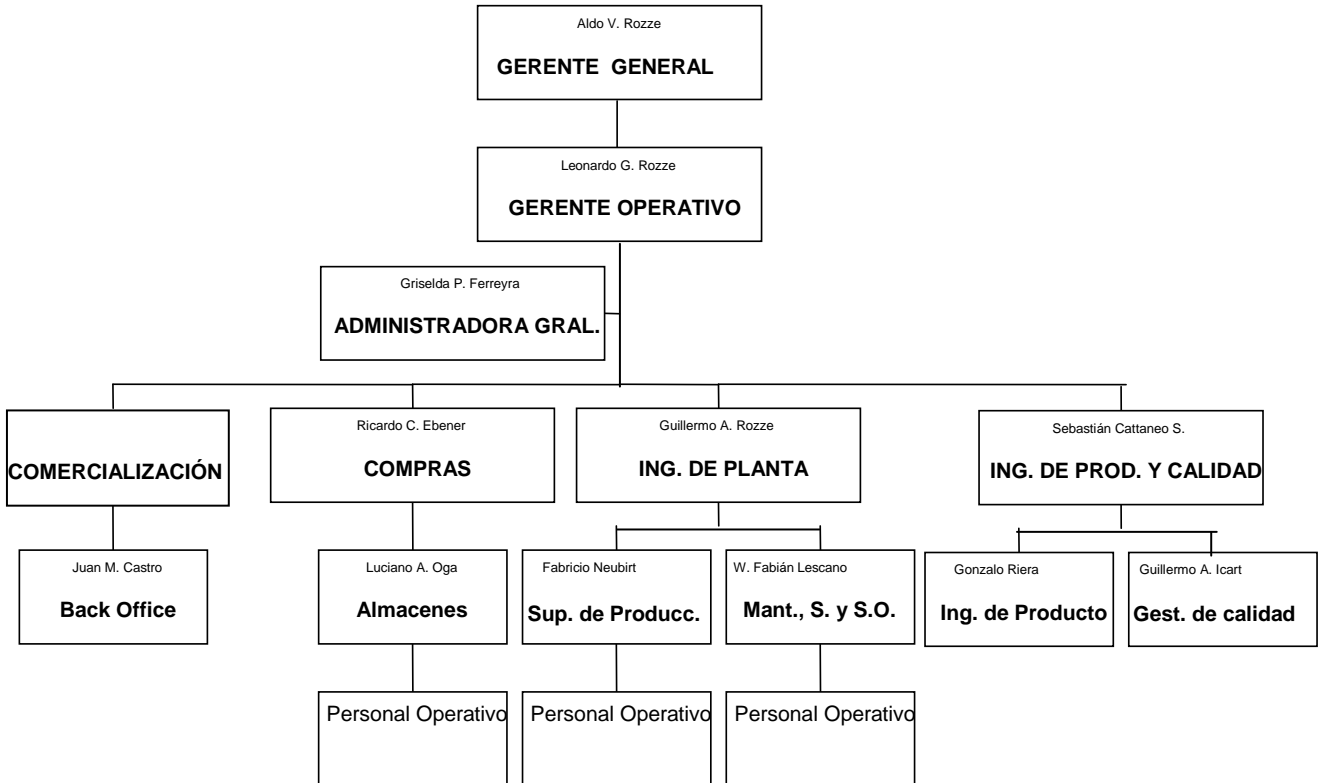 Aldo V. Rozze
GERENTE GENERAL
Leonardo G. Rozze
GERENTE OPERATIVO
Griselda P. Ferreyra
ADMINISTRADORA GRAL.
COMERCIALIZACIÓN
Ricardo C. Ebener
COMPRAS
Guillermo A. Rozze
ING. DE PLANTA
Sebastián Cattaneo S.
ING. DE PROD. Y CALIDAD
Juan M. Castro
Back Office
Luciano A. Oga
Almacenes
Fabricio Neubirt
Sup. de Producc.
W. Fabián Lescano
Mant., S. y S.O.
Gonzalo Riera
Ing. de Producto
Guillermo A. Icart
Gest. de calidad
Personal Operativo
Personal Operativo
Personal Operativo